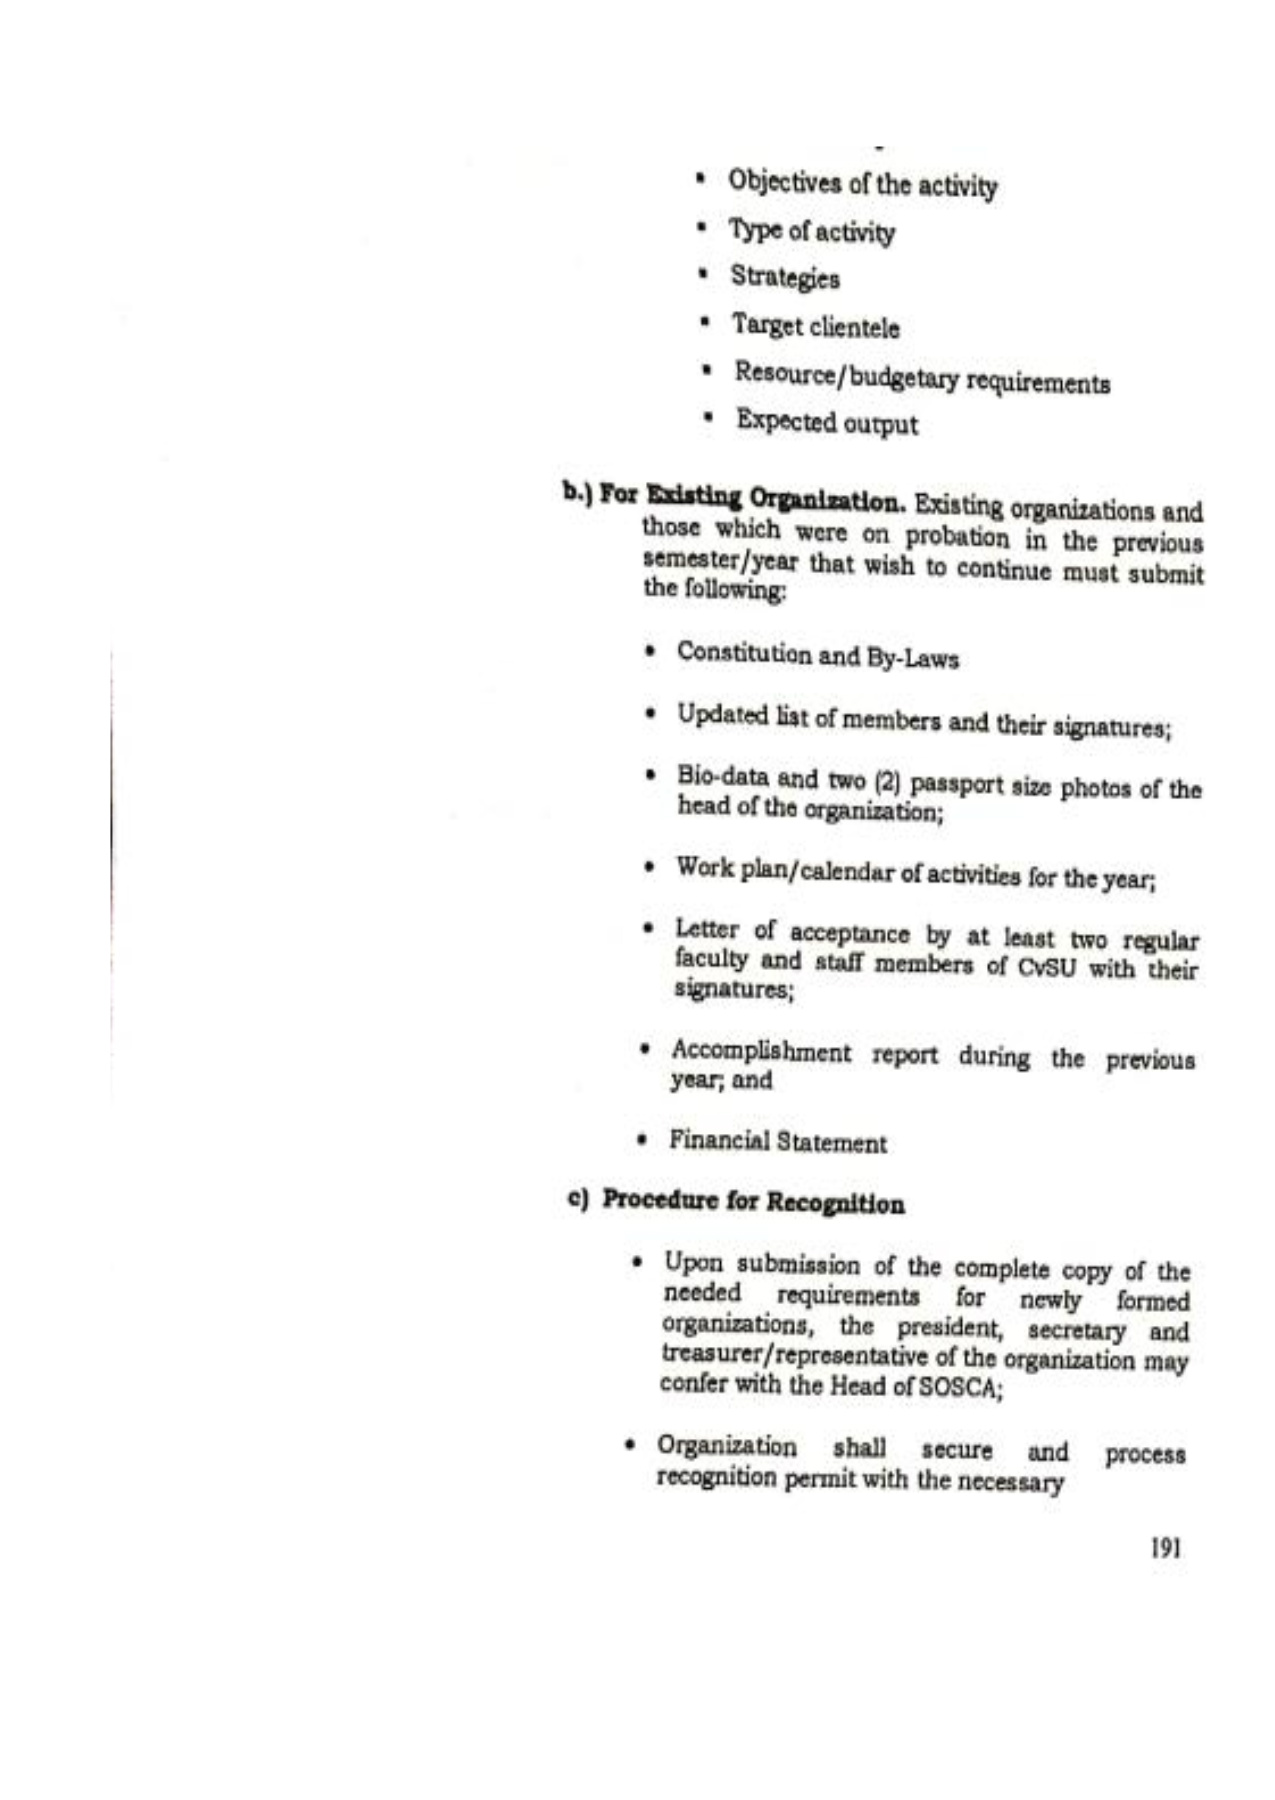 ▪ Objectives of the activity
▪ Type of activity
▪ Strategies
▪ Target clientele
▪ Resource/budgetary requirements
▪ Expected output
b.) For Existing Organization. Existing organizations and
those which were on probation in the previous
semester/year that wish to continue must submit
the following:
• Constitution and By-Laws
• Updated list of members and their signatures;
• Bio-data and two (2) passport size photos of the
head of the organization;
• Work plan/calendar of activities for the year;
• Letter of acceptance by at least two regular
faculty and staff members of CvSU with their
signatures;
• Accomplishment report during the previous
year; and
• Financial Statement
c) Procedure for Recognition
• Upon submission of the complete copy of the
needed requirements for newly formed
organizations, the president, secretary and
treasurer/representative of the organization may
confer with the Head of SOSCA;
• Organization shall secure and process
recognition permit with the necessary
191